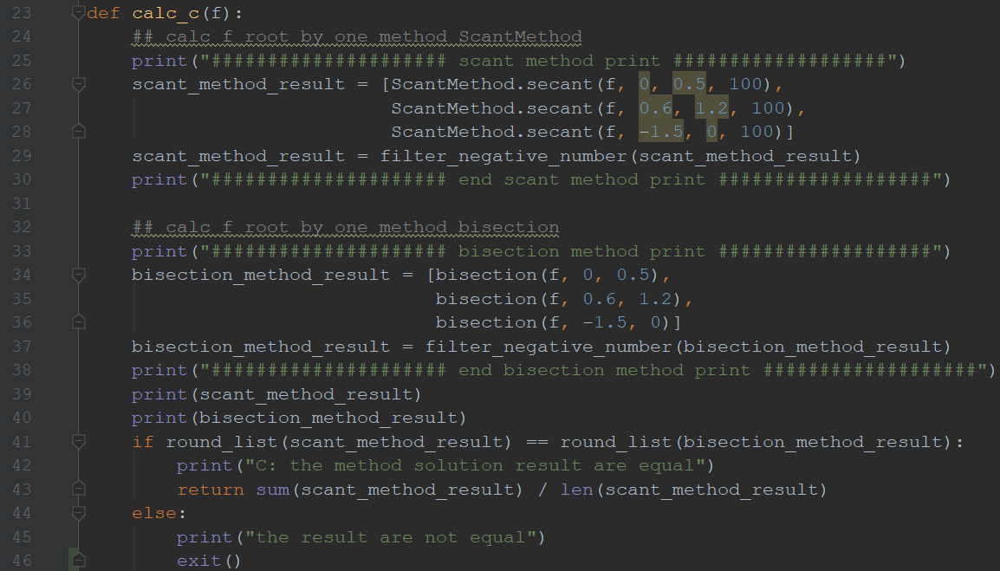 23 def calc_c(f):
24     ## calc f root by one method ScantMethod
25     print("##################### scant method print ###################")
26     scant_method_result = [ScantMethod.secant(f, 0, 0.5, 100),
27                            ScantMethod.secant(f, 0.6, 1.2, 100),
28                            ScantMethod.secant(f, -1.5, 0, 100)]
29     scant_method_result = filter_negative_number(scant_method_result)
30     print("##################### end scant method print ###################")
31
32     ## calc f root by one method bisection
33     print("##################### bisection method print ###################")
34     bisection_method_result = [bisection(f, 0, 0.5),
35                                bisection(f, 0.6, 1.2),
36                                bisection(f, -1.5, 0)]
37     bisection_method_result = filter_negative_number(bisection_method_result)
38     print("##################### end bisection method print ###################")
39     print(scant_method_result)
40     print(bisection_method_result)
41     if round_list(scant_method_result) == round_list(bisection_method_result):
42         print("C: the method solution result are equal")
43         return sum(scant_method_result) / len(scant_method_result)
44     else:
45         print("the result are not equal")
46         exit()